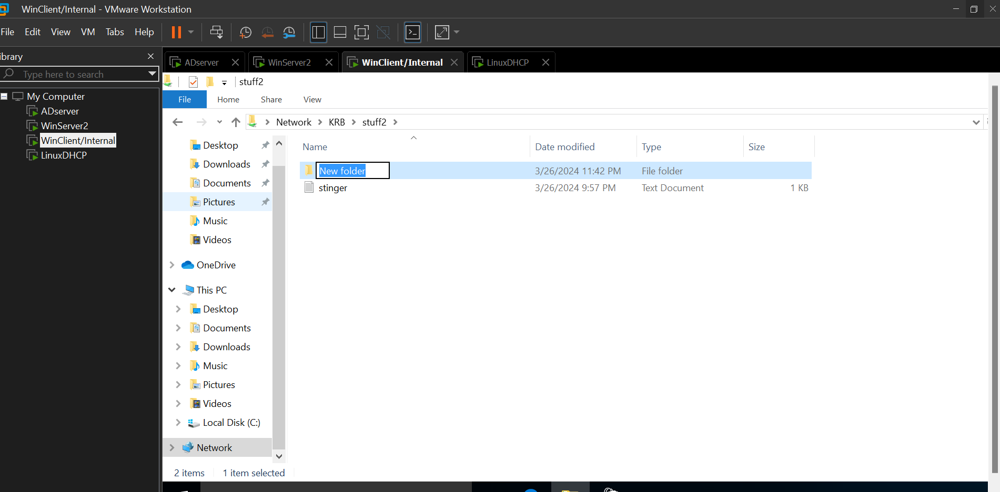 WinClient/Internal - VMware Workstation
File Edit View VM Tabs Help
ibrary
Type here to search
My Computer
ADserver
WinServer2
WinClient/Internal
LinuxDHCP
ADserver WinServer2 WinClient/Internal LinuxDHCP
stuff2
File Home Share View
Network KRB stuff2
Desktop
Downloads
Documents
Pictures
Music
Videos
OneDrive
This PC
Desktop
Documents
Downloads
Music
Pictures
Videos
Local Disk (C:)
Network
Name Date modified Type Size
New folder 3/26/2024 11:42 PM File folder
stinger 3/26/2024 9:57 PM Text Document 1 KB
2 items 1 item selected